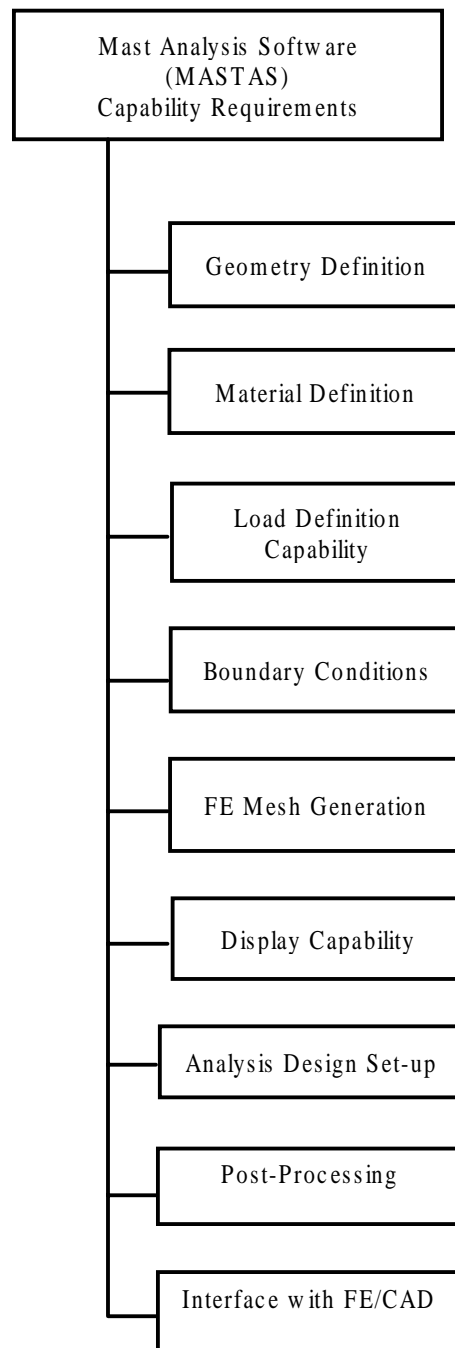 Mast Analysis Software
(MASTAS)
Capability Requirements
Geometry Definition
Material Definition
Load Definition
Capability
Boundary Conditions
FE Mesh Generation
Display Capability
Analysis Design Set-up
Post-Processing
Interface with FE/CAD